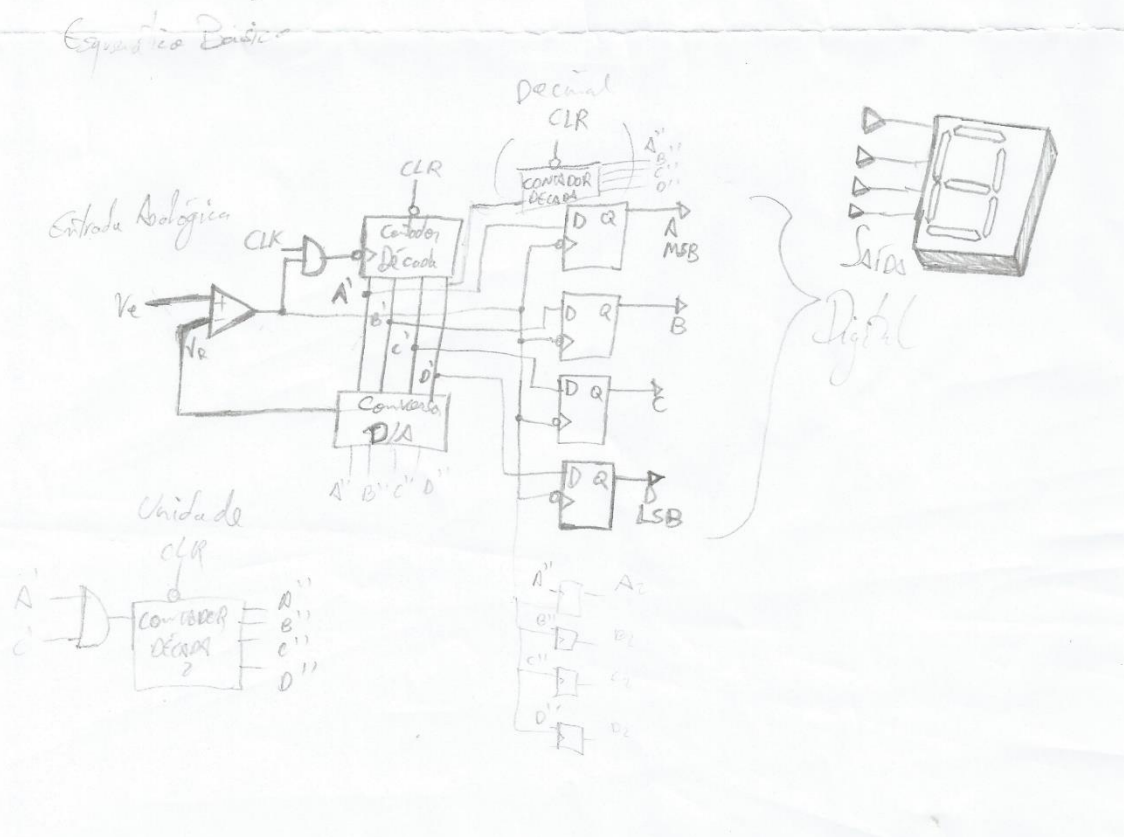 Esquemático Básico
Decimal
CLR
A''
B''
C''
D''
CONTADOR
DÉCADA
CLR
Entrada Analógica
CLK
Contador
Década
D Q
A
MSB
SAÍDA
Ve
+
VR
A'
B'
C'
D'
D Q
B
Digital
D Q
C
Conversor
D/A
A'' B'' C'' D''
D Q
D
LSB
Unidade
CLR
A'
C'
CONTADOR
DÉCADA
2
A''
B''
C''
D''
A'' A2
B'' B2
C'' C2
D'' D2